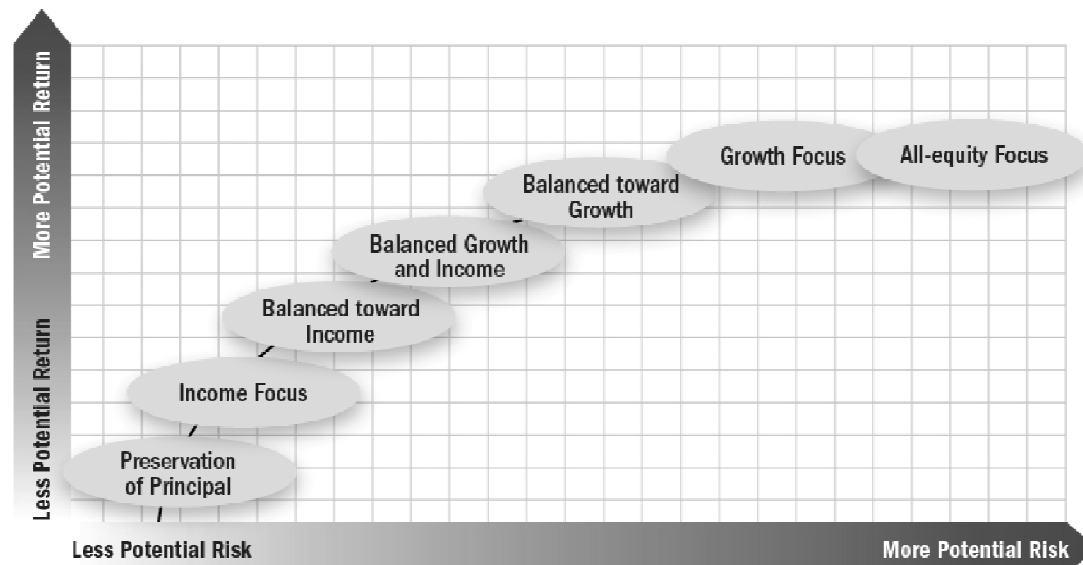 More Potential Return
Less Potential Return
Growth Focus
All-equity Focus
Balanced toward
Growth
Balanced Growth
and Income
Balanced toward
Income
Income Focus
Preservation
of Principal
Less Potential Risk
More Potential Risk